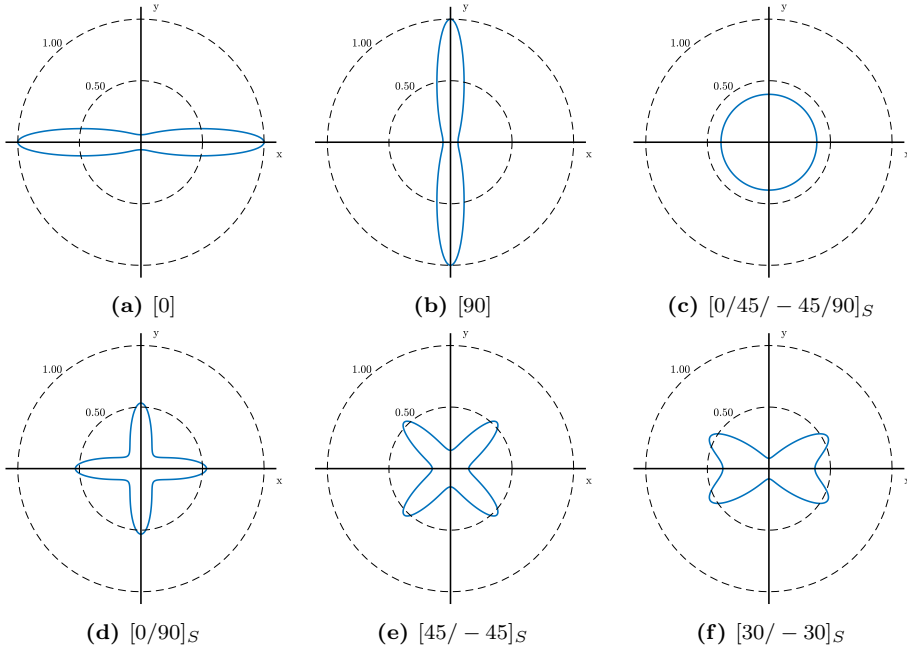 y y y
1.00 1.00 1.00
0.50 0.50 0.50
x x x
(a) [0] (b) [90] (c) [0/45/ − 45/90]S
y y y
1.00 1.00 1.00
0.50 0.50 0.50
x x x
(d) [0/90]S (e) [45/ − 45]S (f) [30/ − 30]S